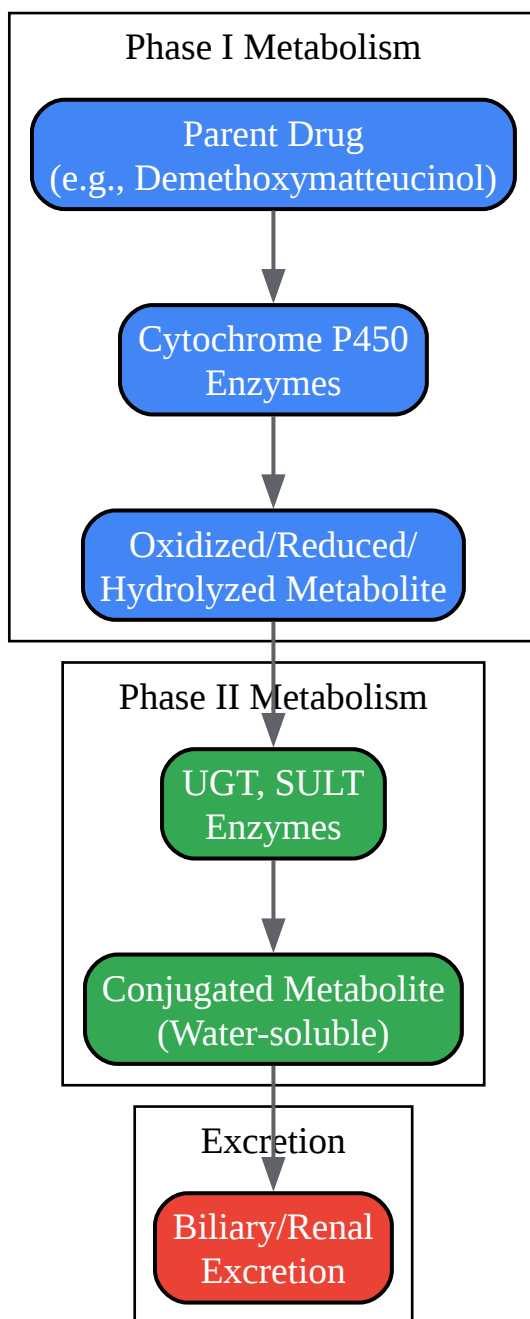 Phase I Metabolism
Parent Drug
(e.g., Demethoxymatteucinol)
Cytochrome P450
Enzymes
Oxidized/Reduced/
Hydrolyzed Metabolite
Phase II Metabolism
UGT, SULT
Enzymes
Conjugated Metabolite
(Water-soluble)
Excretion
Biliary/Renal
Excretion